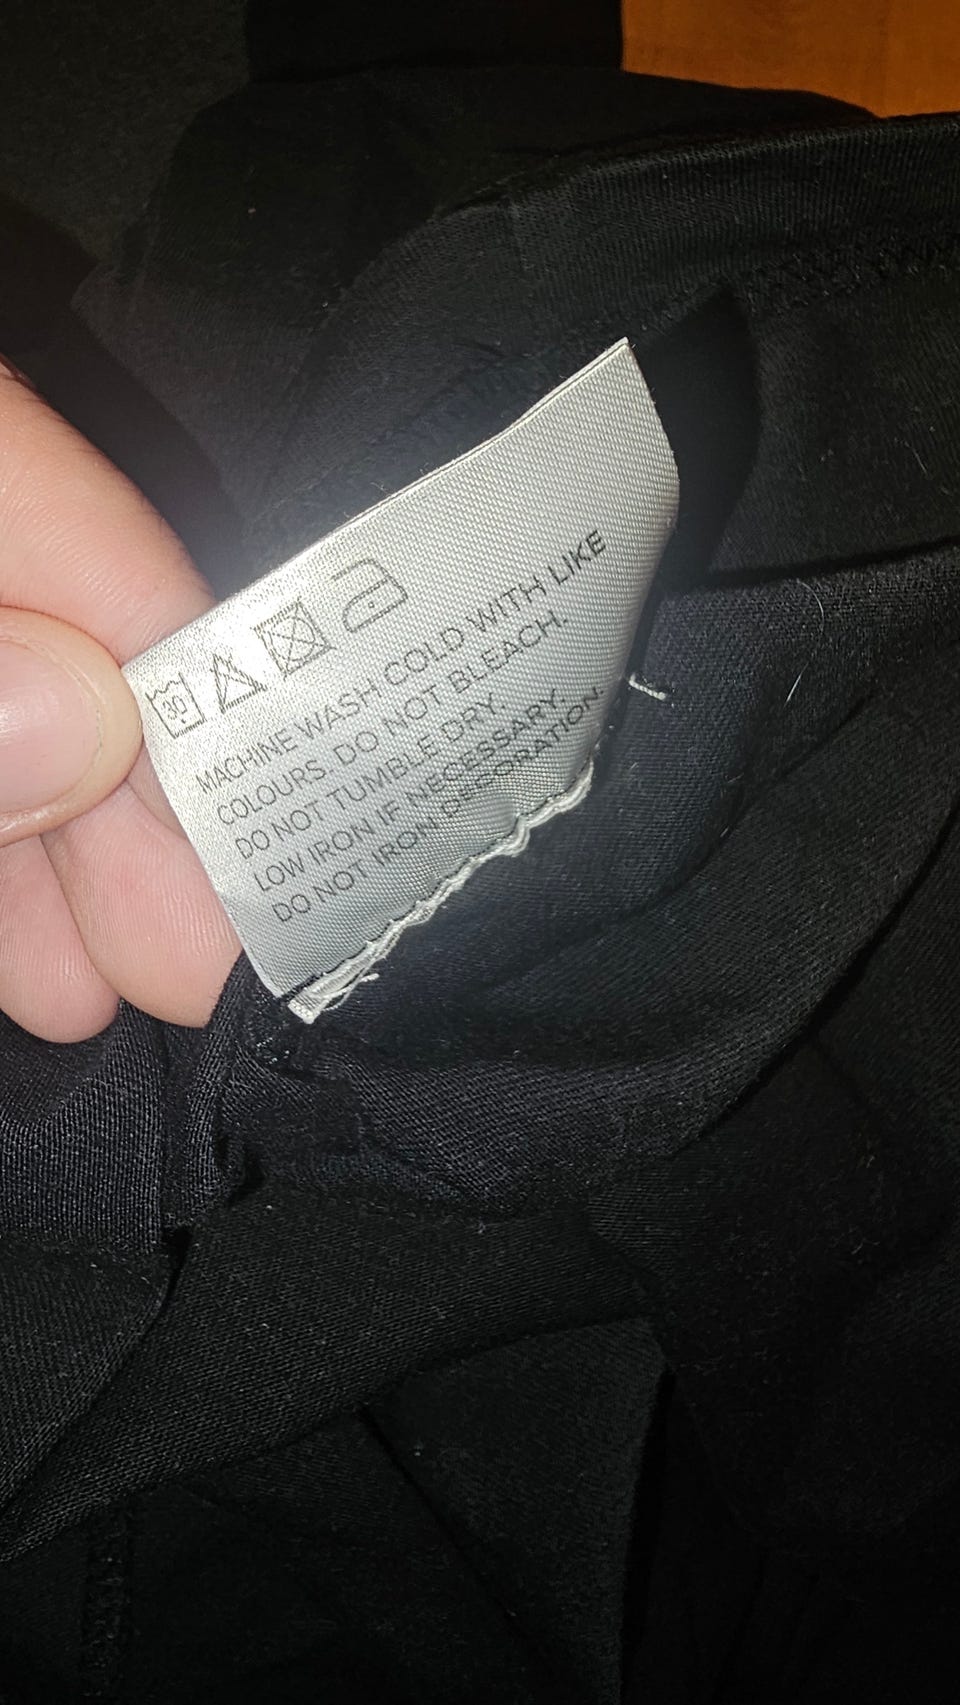 30
MACHINE WASH COLD WITH LIKE
COLOURS. DO NOT BLEACH.
DO NOT TUMBLE DRY.
LOW IRON IF NECESSARY.
DO NOT IRON DECORATION